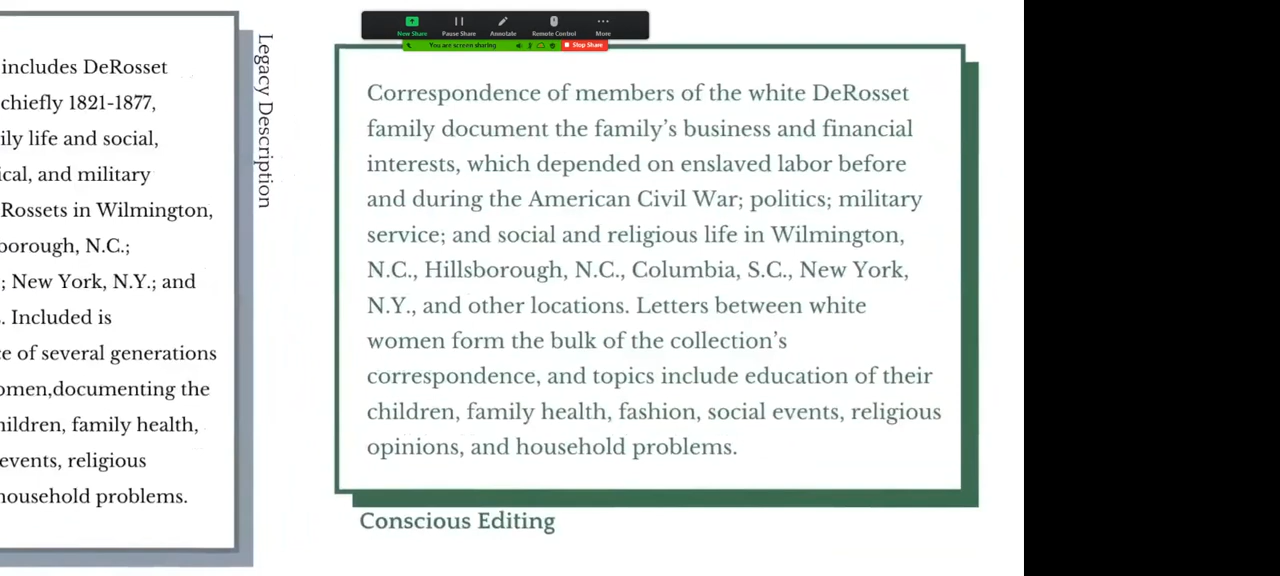 New Share Pause Share Annotate Remote Control More
You are screen sharing Stop Share
includes DeRosset
chiefly 1821-1877,
ily life and social,
ical, and military
Rossets in Wilmington,
borough, N.C.;
; New York, N.Y.; and
. Included is
ce of several generations
omen,documenting the
hildren, family health,
events, religious
household problems.
Legacy Description
Correspondence of members of the white DeRosset
family document the family’s business and financial
interests, which depended on enslaved labor before
and during the American Civil War; politics; military
service; and social and religious life in Wilmington,
N.C., Hillsborough, N.C., Columbia, S.C., New York,
N.Y., and other locations. Letters between white
women form the bulk of the collection’s
correspondence, and topics include education of their
children, family health, fashion, social events, religious
opinions, and household problems.
Conscious Editing